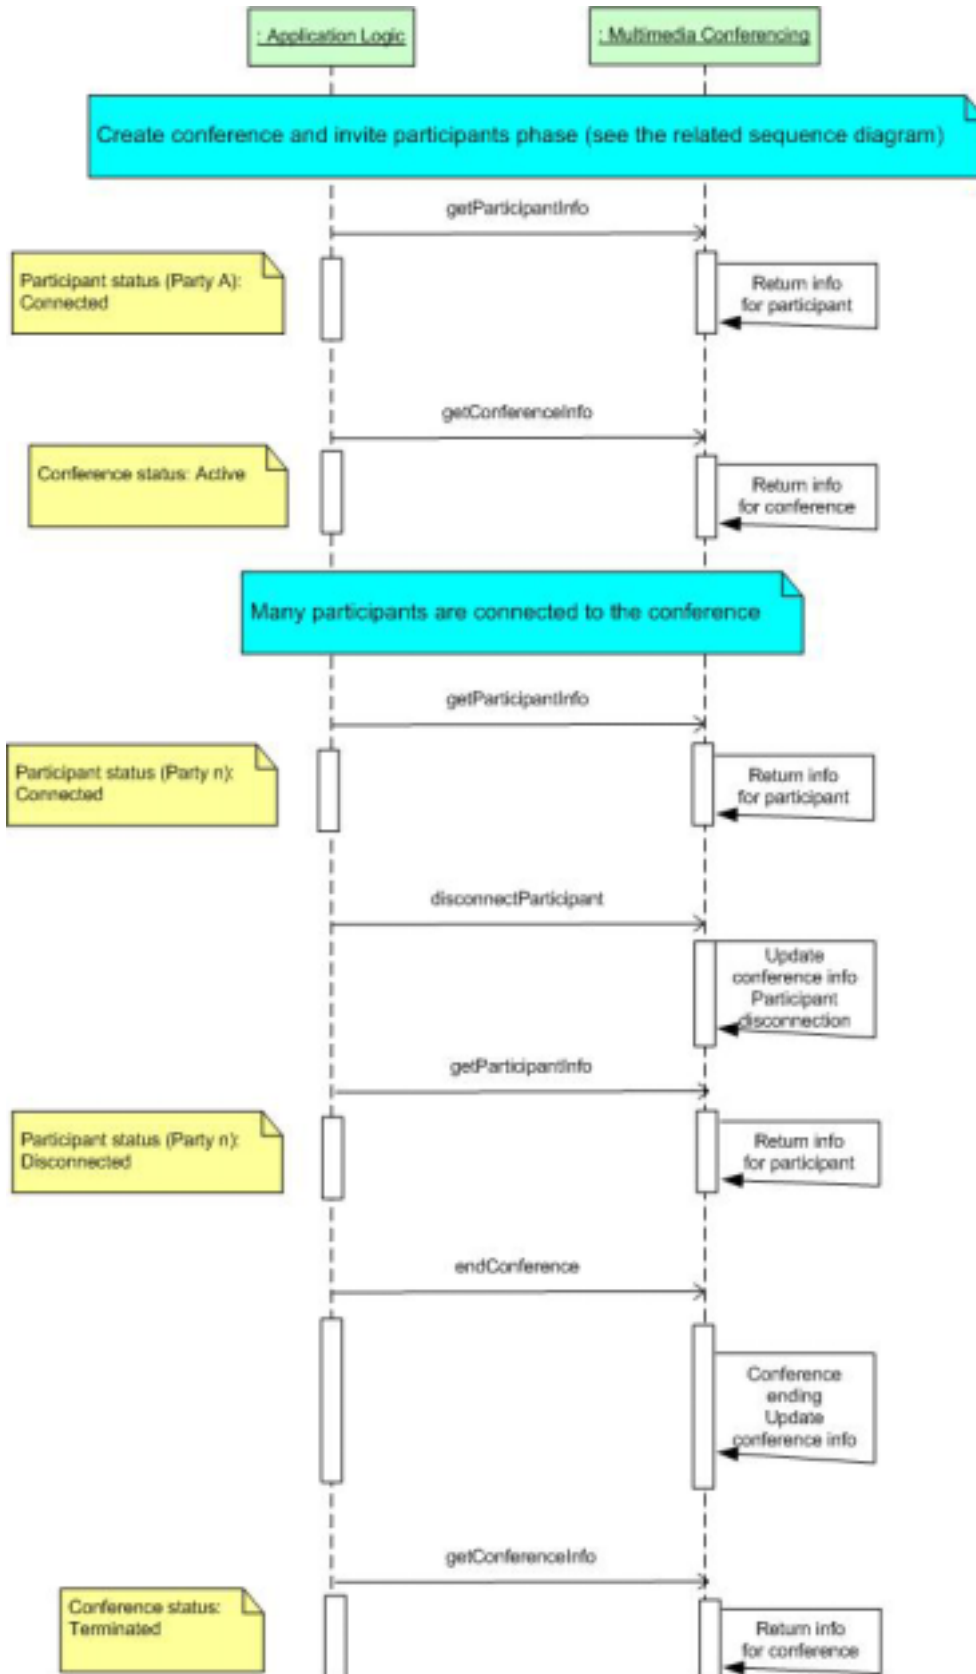 : Application Logic
: Multimedia Conferencing
Create conference and invite participants phase (see the related sequence diagram)
getParticipantInfo
Participant status (Party A):
Connected
Return info
for participant
getConferenceInfo
Conference status: Active
Return info
for conference
Many participants are connected to the conference
getParticipantInfo
Participant status (Party n):
Connected
Return info
for participant
disconnectParticipant
Update
conference info
Participant
disconnection
getParticipantInfo
Participant status (Party n):
Disconnected
Return info
for participant
endConference
Conference
ending
Update
conference info
getConferenceInfo
Conference status:
Terminated
Return info
for conference